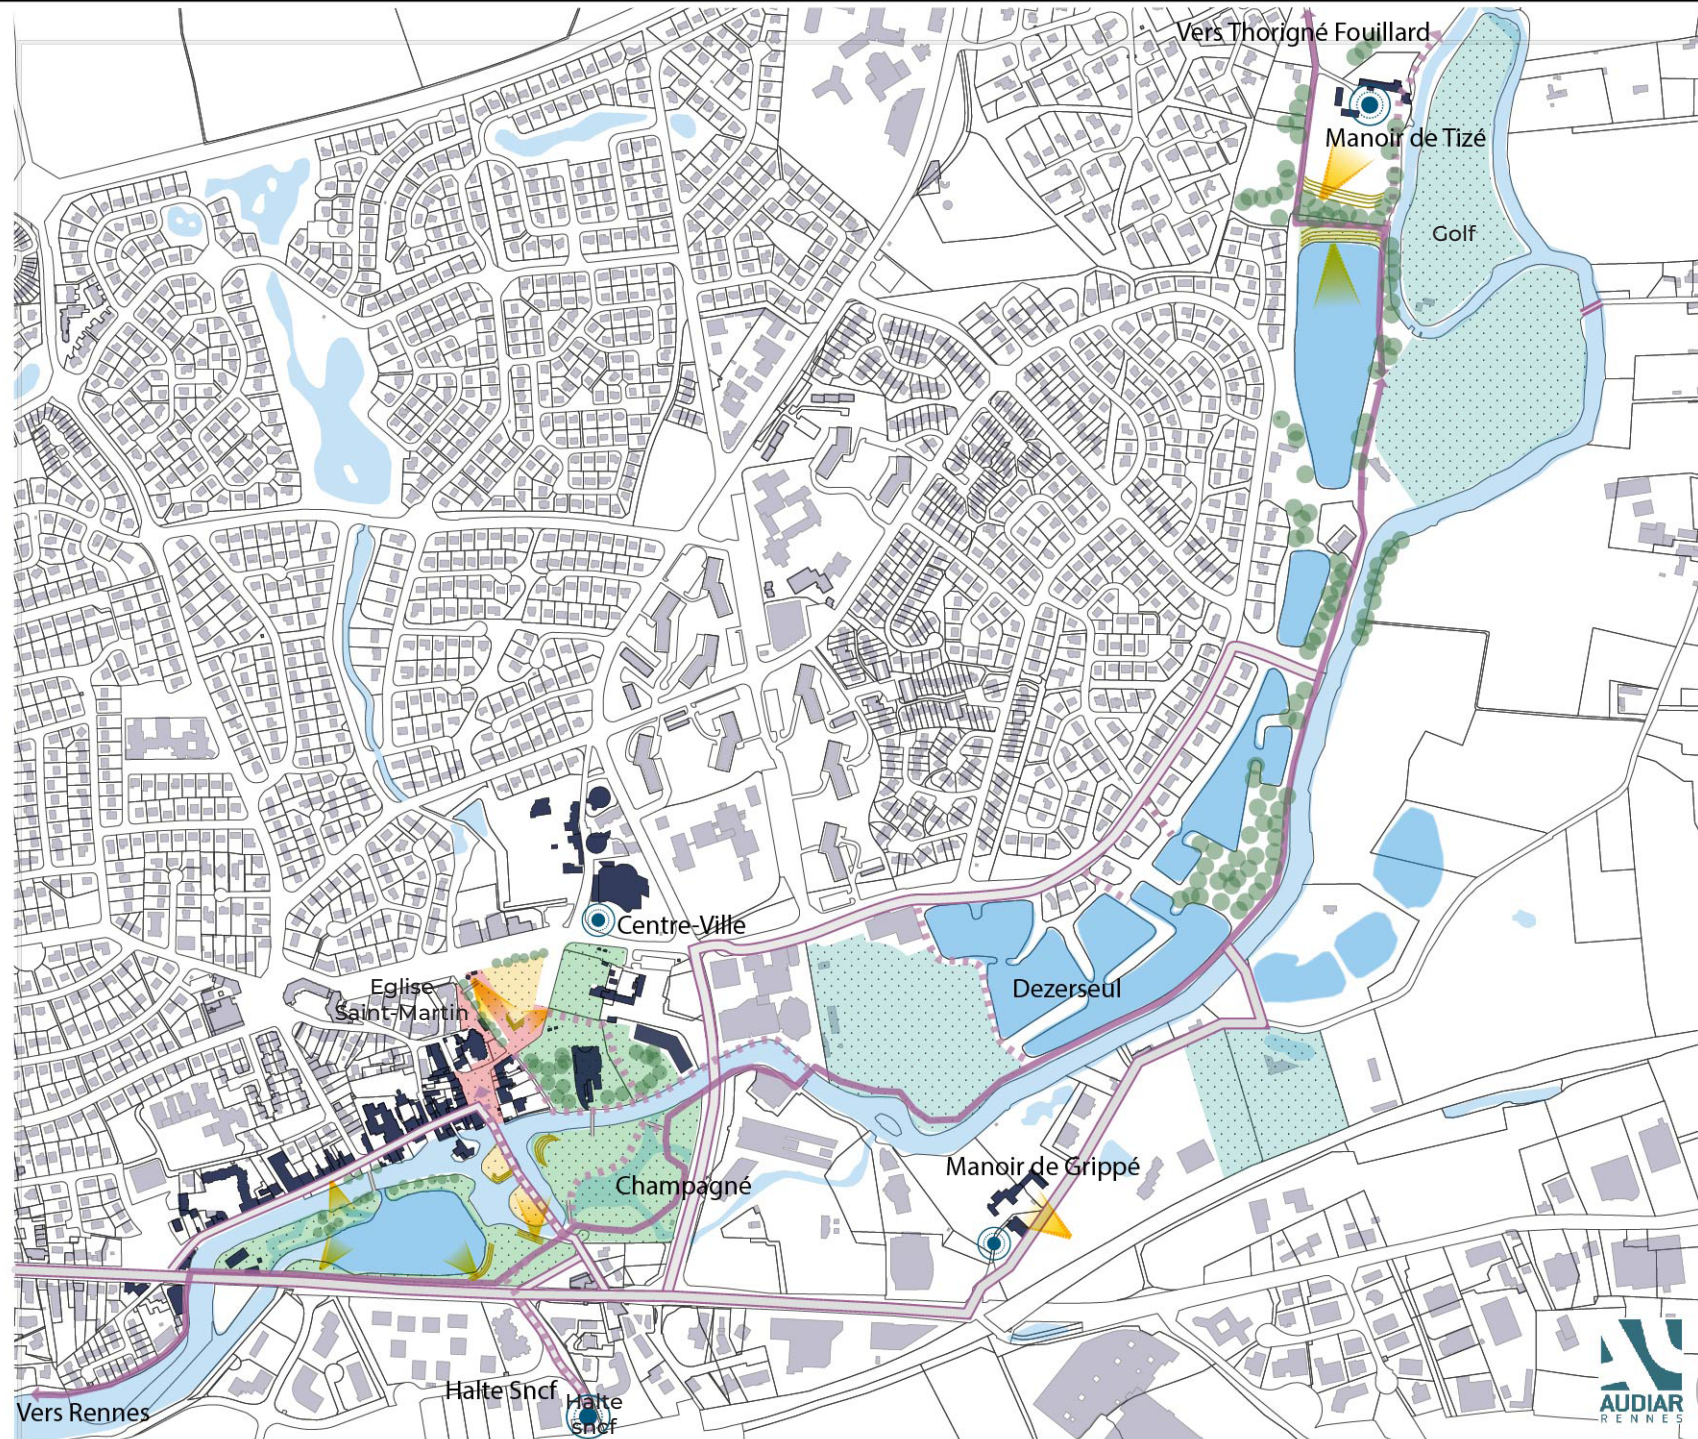 Vers Thorigné Fouillard
Manoir de Tizé
Golf
Centre-Ville
Eglise
Saint-Martin
Dezerseul
Manoir de Grippé
Champagné
Halte Sncf
Halte
sncf
Vers Rennes
AUDIAR
RENNES